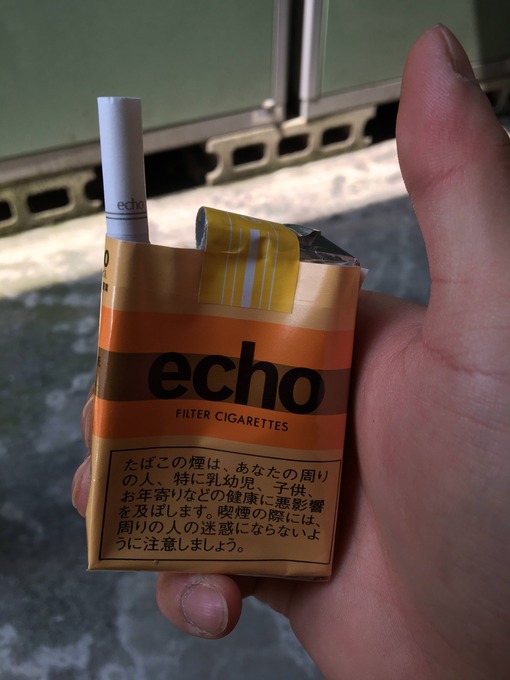 echo
echo
FILTER CIGARETTES
たばこの煙は、あなたの周り
の人、特に乳幼児、子供、
お年寄りなどの健康に悪影響
を及ぼします。喫煙の際には、
周りの人の迷惑にならないよ
うに注意しましょう。